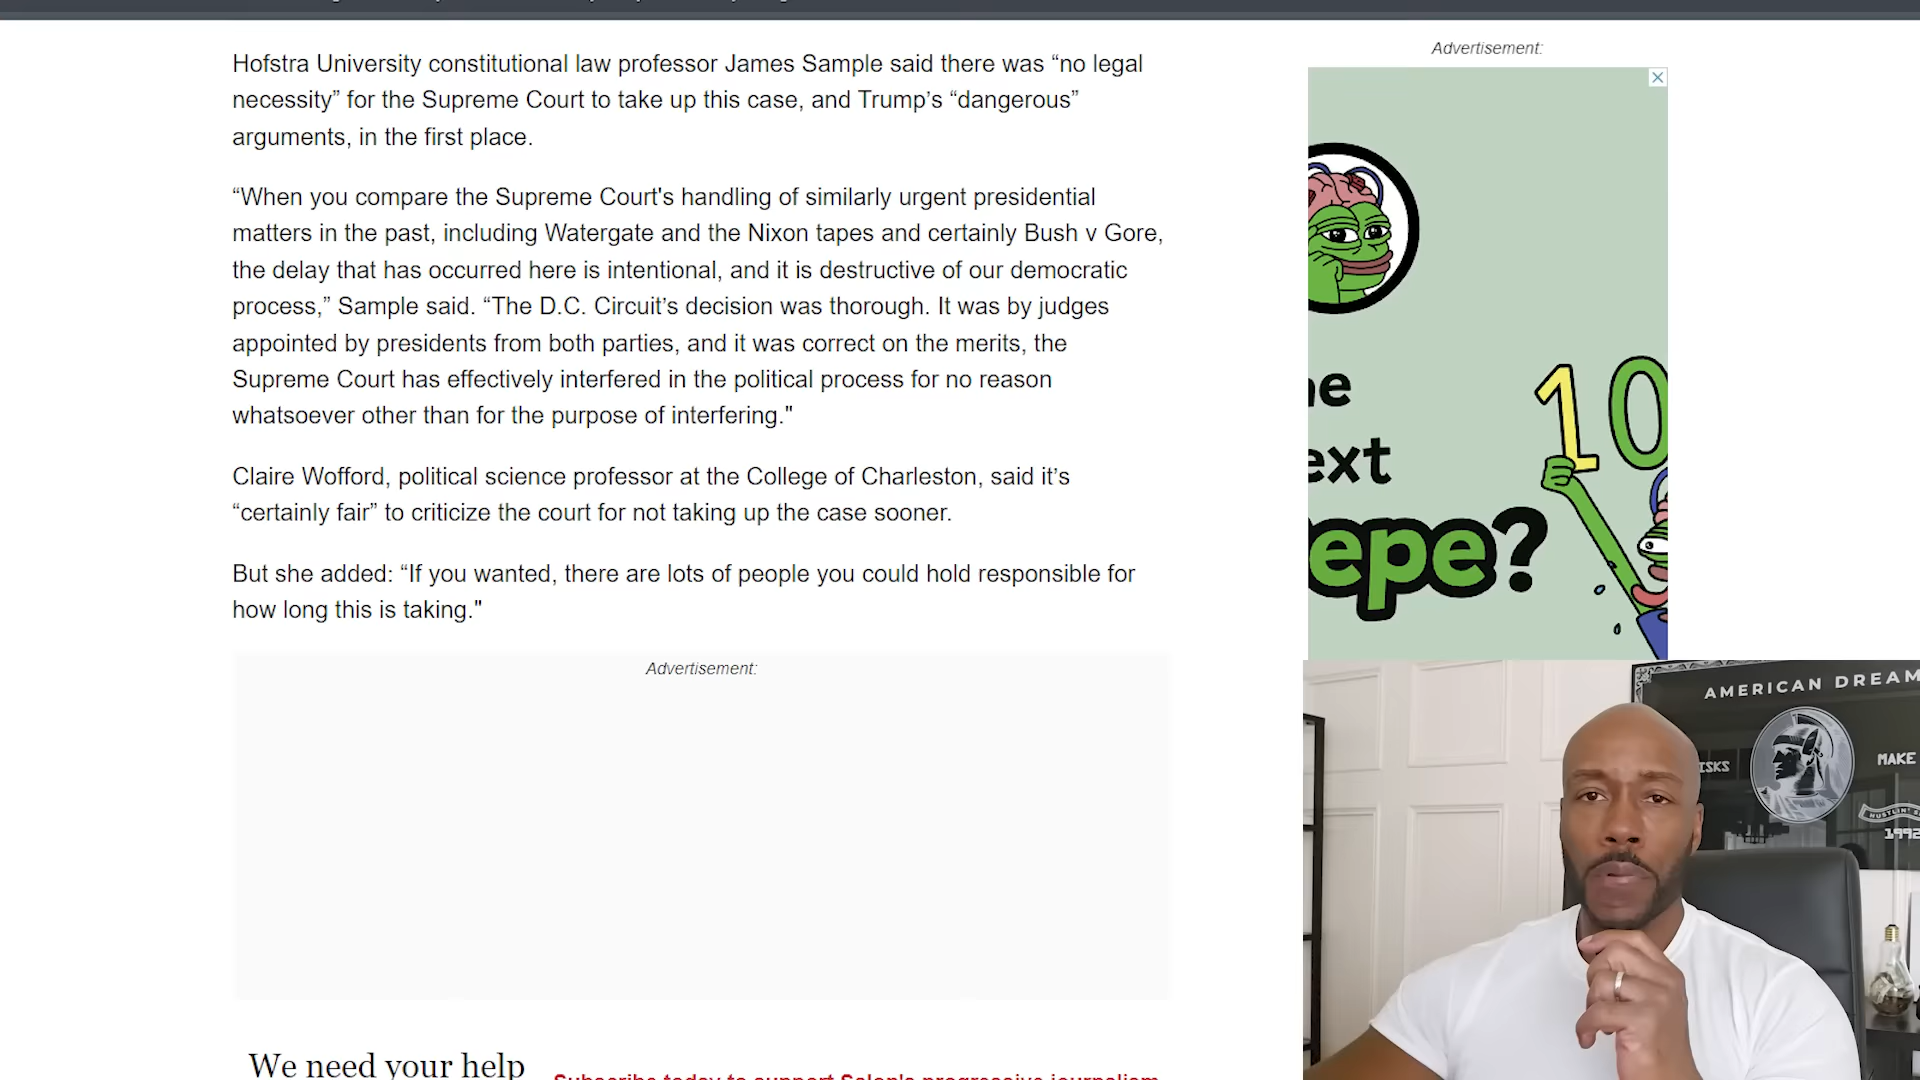 Hofstra University constitutional law professor James Sample said there was “no legal
necessity” for the Supreme Court to take up this case, and Trump’s “dangerous”
arguments, in the first place.
“When you compare the Supreme Court's handling of similarly urgent presidential
matters in the past, including Watergate and the Nixon tapes and certainly Bush v Gore,
the delay that has occurred here is intentional, and it is destructive of our democratic
process,” Sample said. “The D.C. Circuit’s decision was thorough. It was by judges
appointed by presidents from both parties, and it was correct on the merits, the
Supreme Court has effectively interfered in the political process for no reason
whatsoever other than for the purpose of interfering."
Claire Wofford, political science professor at the College of Charleston, said it’s
“certainly fair” to criticize the court for not taking up the case sooner.
But she added: “If you wanted, there are lots of people you could hold responsible for
how long this is taking."
Advertisement:
We need your help
Subscribe today to support Salon's progressive journalism
Advertisement:
10
epe?
AMERICAN DREAM
ISKS
MAKE
1992